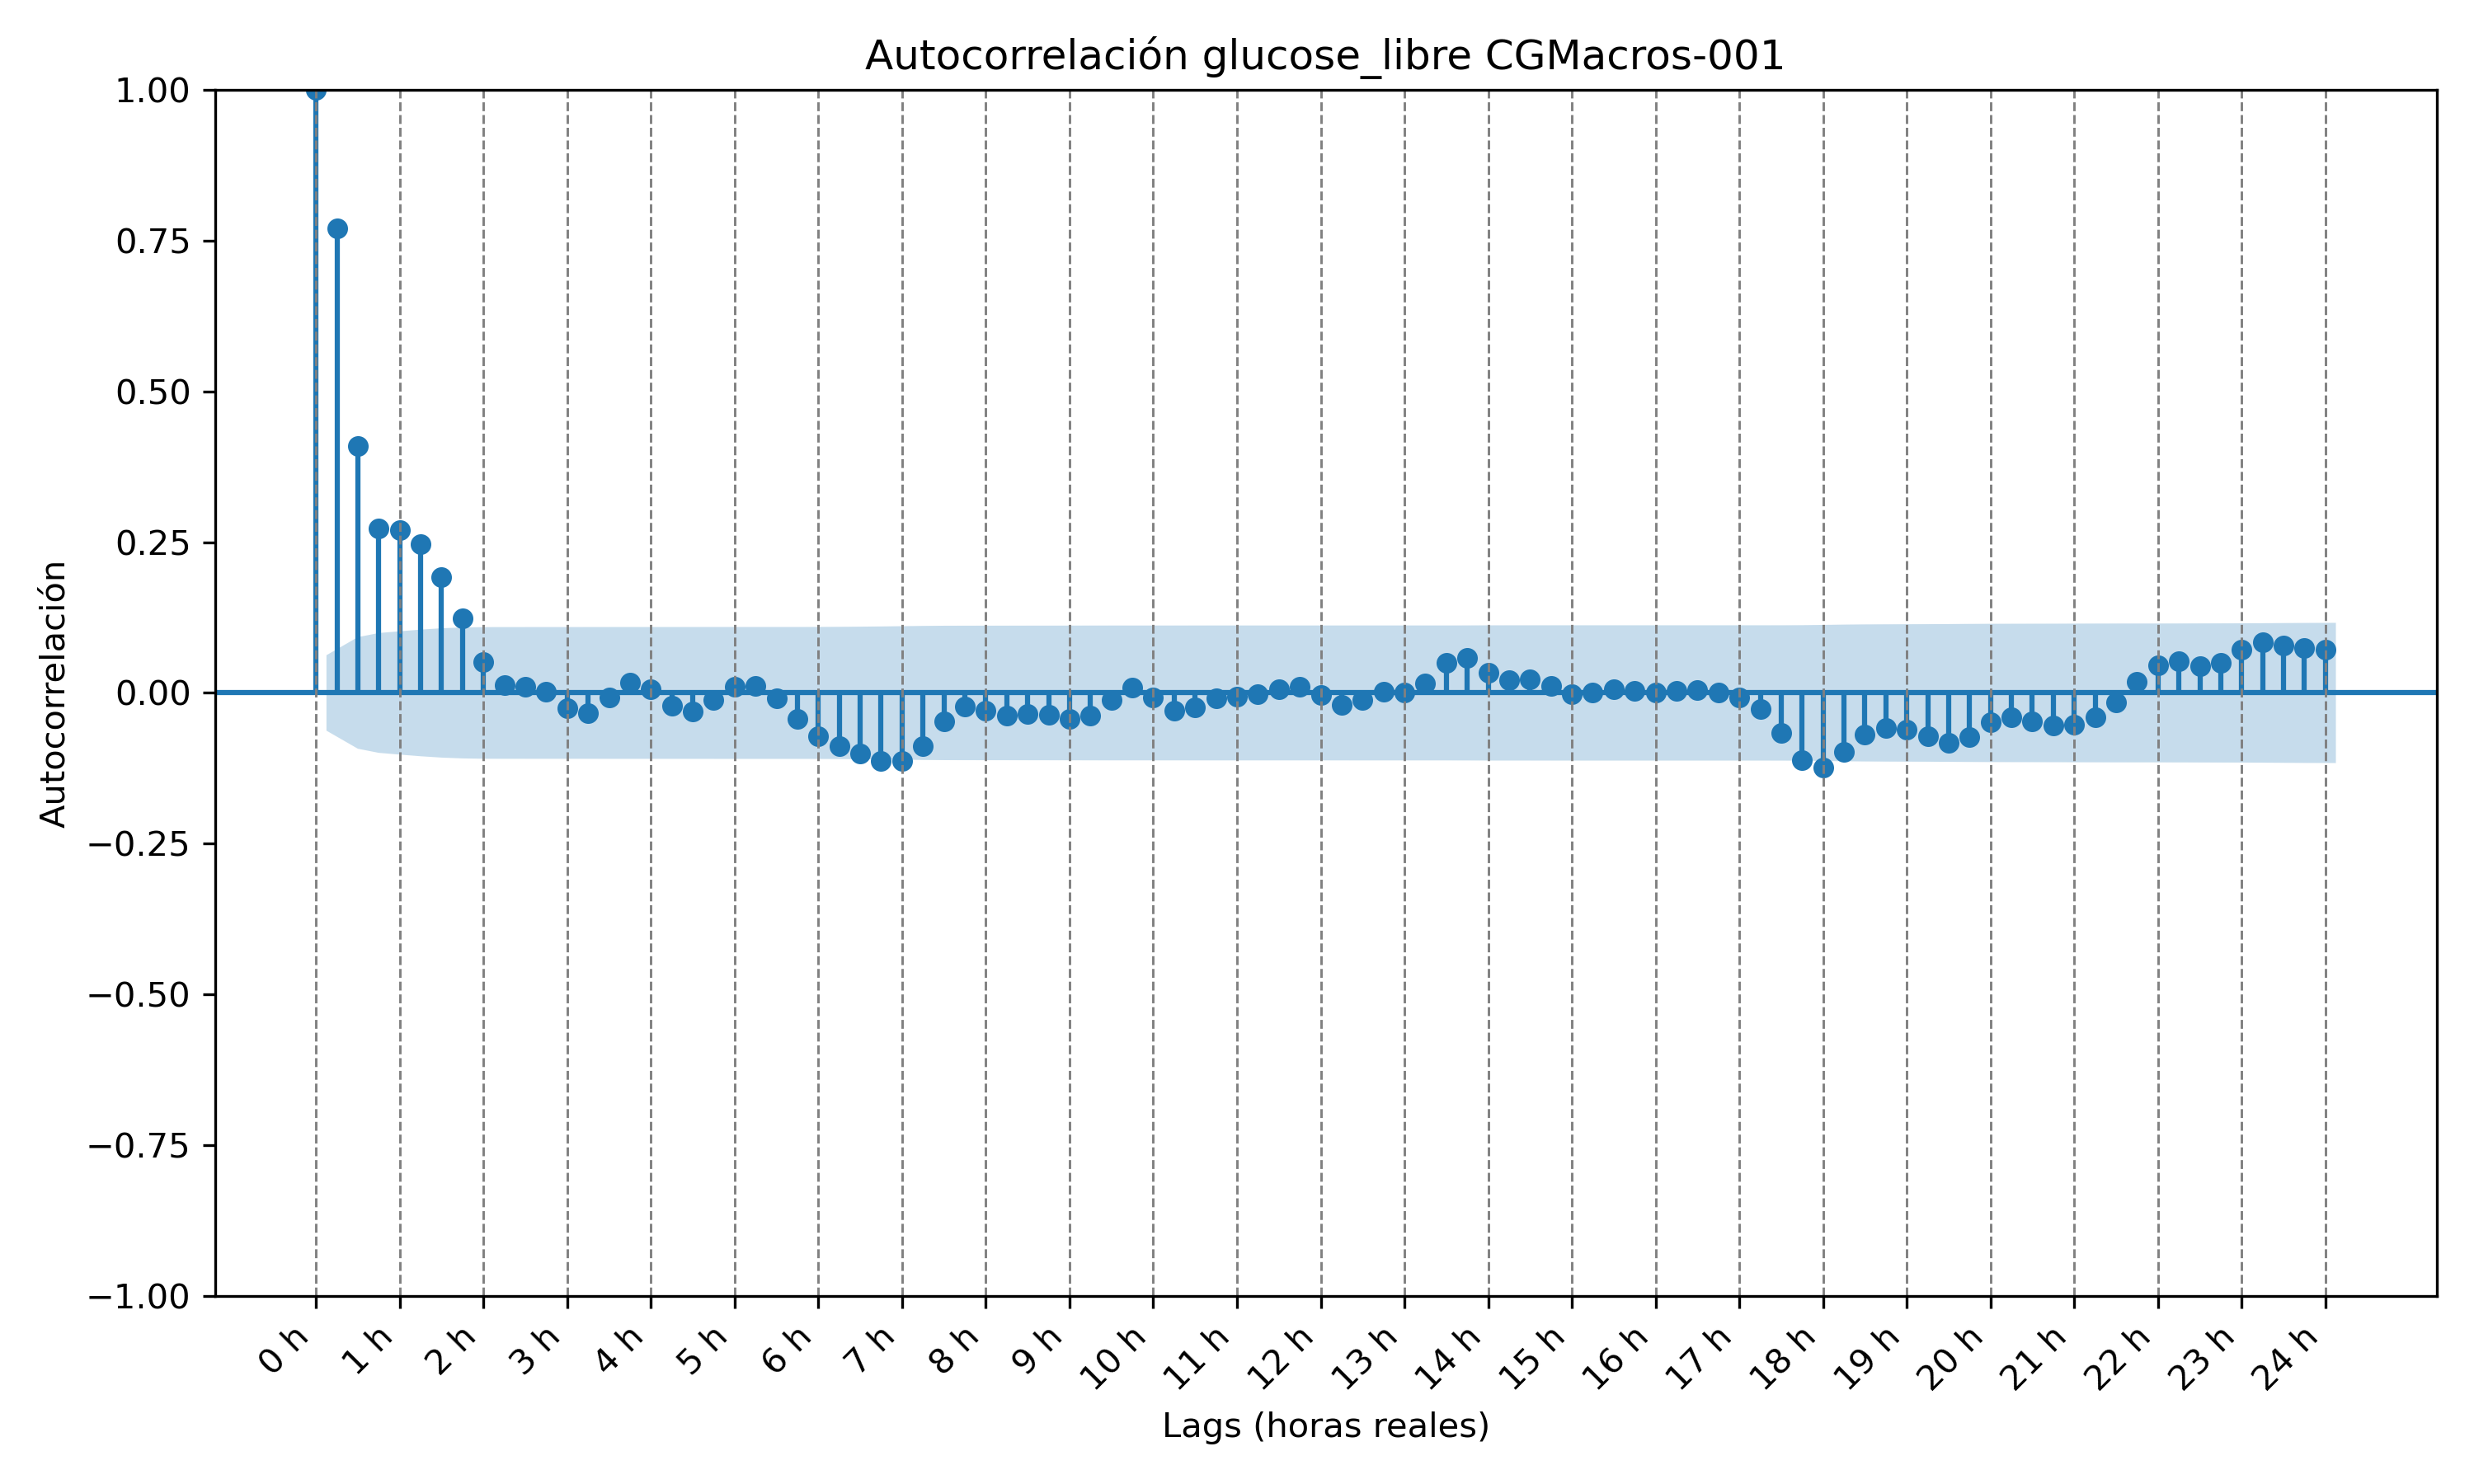 Autocorrelación glucose_libre CGMacros-001
1.00
0.75
0.50
0.25
0.00
−0.25
−0.50
−0.75
−1.00
Autocorrelación
0 h
1 h
2 h
3 h
4 h
5 h
6 h
7 h
8 h
9 h
10 h
11 h
12 h
13 h
14 h
15 h
16 h
17 h
18 h
19 h
20 h
21 h
22 h
23 h
24 h
Lags (horas reales)